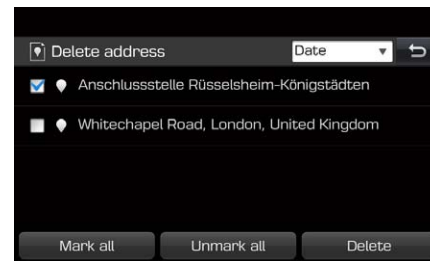 Delete address Date
Anschlussstelle Rüsselsheim-Königstädten
Whitechapel Road, London, United Kingdom
Mark all Unmark all Delete